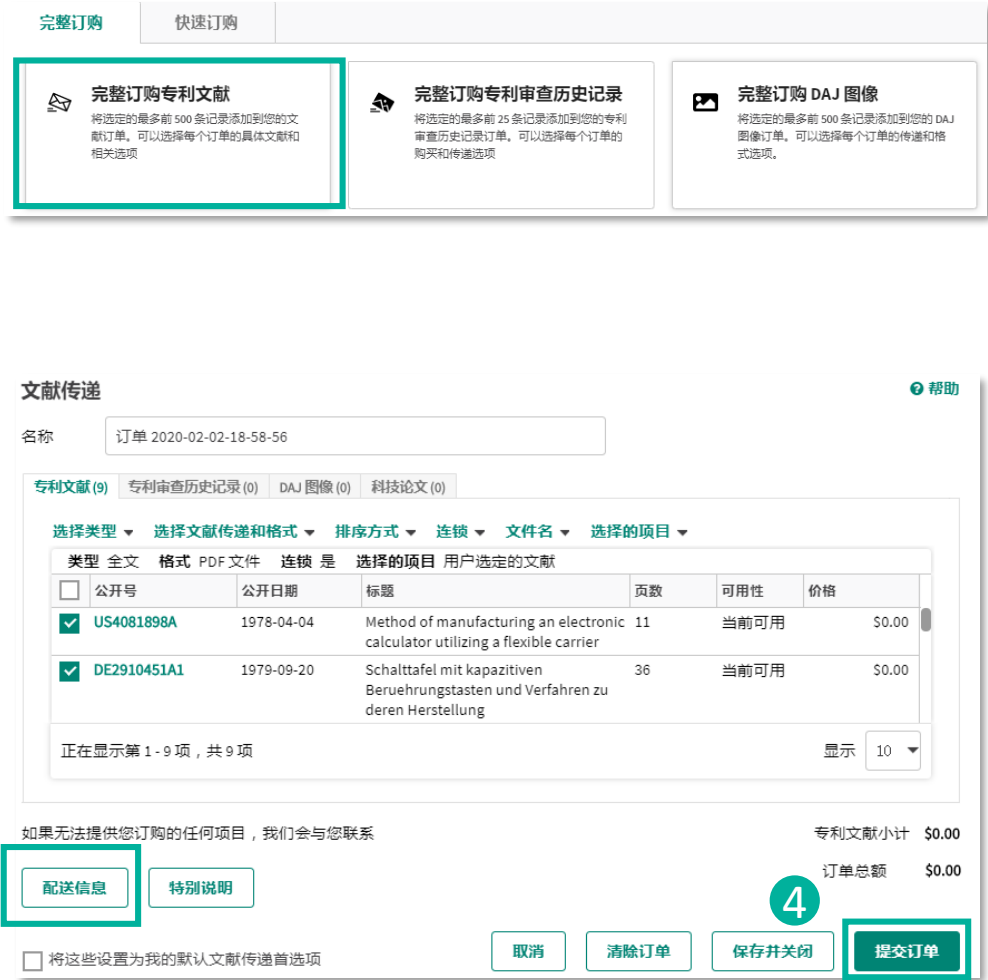 完整订购 快速订购
完整订购专利文献
将选定的最多前 500 条记录添加到您的文
献订单。可以选择每个订单的具体文献和
相关选项
完整订购专利审查历史记录
将选定的最多前 25 条记录添加到您的专利
审查历史记录订单。可以选择每个订单的
购买和传递选项
完整订购 DAJ 图像
将选定的最多前 500 条记录添加到您的 DAJ
图像订单。可以选择每个订单的传递和格
式选项。
文献传递 帮助
名称 订单 2020-02-02-18-58-56
专利文献 (9) 专利审查历史记录 (0) DAJ 图像 (0) 科技论文 (0)
选择类型 选择文献传递和格式 排序方式 连锁 文件名 选择的项目
类型 全文 格式 PDF 文件 连锁 是 选择的项目 用户选定的文献
公开号 公开日期 标题 页数 可用性 价格
US4081898A 1978-04-04 Method of manufacturing an electronic 11 当前可用 $0.00
calculator utilizing a flexible carrier
DE2910451A1 1979-09-20 Schalttafel mit kapazitiven 36 当前可用 $0.00
Beruehrungstasten und Verfahren zu
deren Herstellung
正在显示第 1 - 9 项，共 9 项 显示 10
如果无法提供您订购的任何项目，我们会与您联系 专利文献小计 $0.00
订单总额 $0.00
配送信息 特别说明
4
取消 清除订单 保存并关闭 提交订单
将这些设置为我的默认文献传递首选项